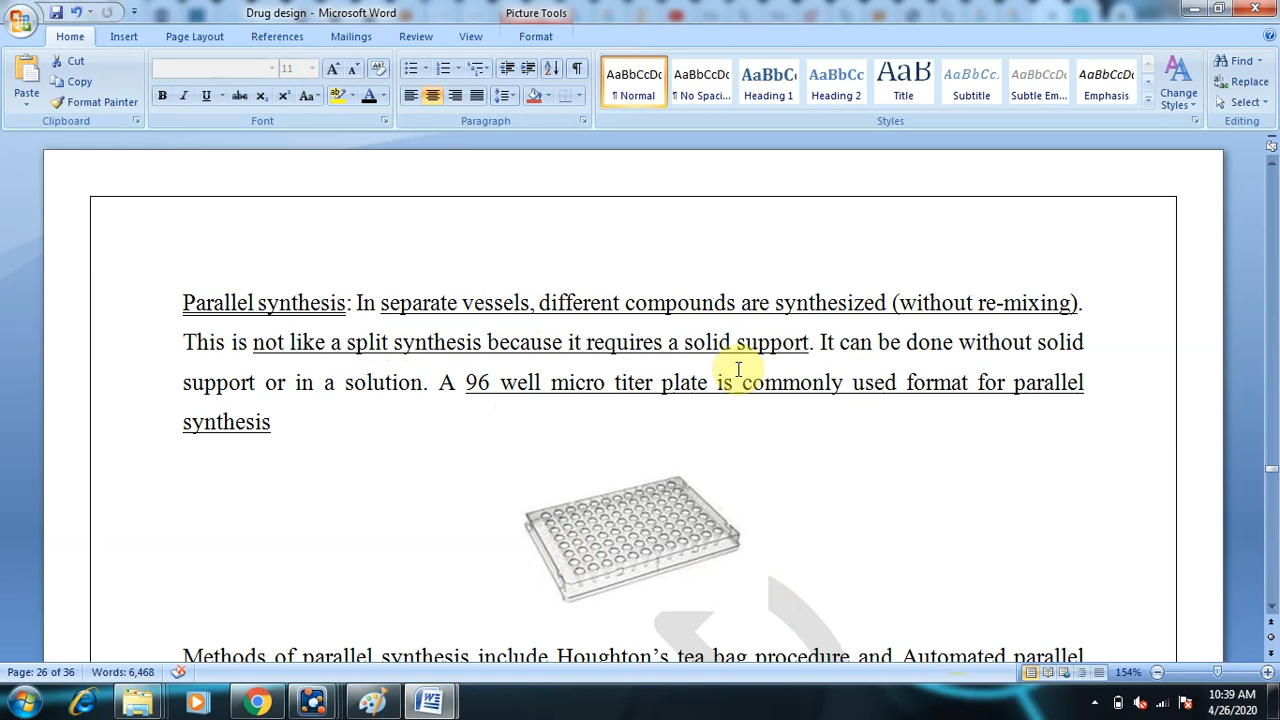 Drug design - Microsoft Word
Picture Tools
Home Insert Page Layout References Mailings Review View Format
Cut
Copy
Format Painter
Paste
Clipboard
11
B I U abc x₂ x² Aa
Font
Paragraph
AaBbCcDc AaBbCcDc AaBbC AaBbCc AaB AaBbCc. AaBbCcDc AaBbCcDc
¶ Normal ¶ No Spaci... Heading 1 Heading 2 Title Subtitle Subtle Em... Emphasis
Change Styles
Styles
Find
Replace
Select
Editing
Parallel synthesis: In separate vessels, different compounds are synthesized (without re-mixing).
This is not like a split synthesis because it requires a solid support. It can be done without solid
support or in a solution. A 96 well micro titer plate is commonly used format for parallel
synthesis
Methods of parallel synthesis include Houghton's tea bag procedure and Automated parallel
Page: 26 of 36 Words: 6,468 154%
10:39 AM
4/26/2020